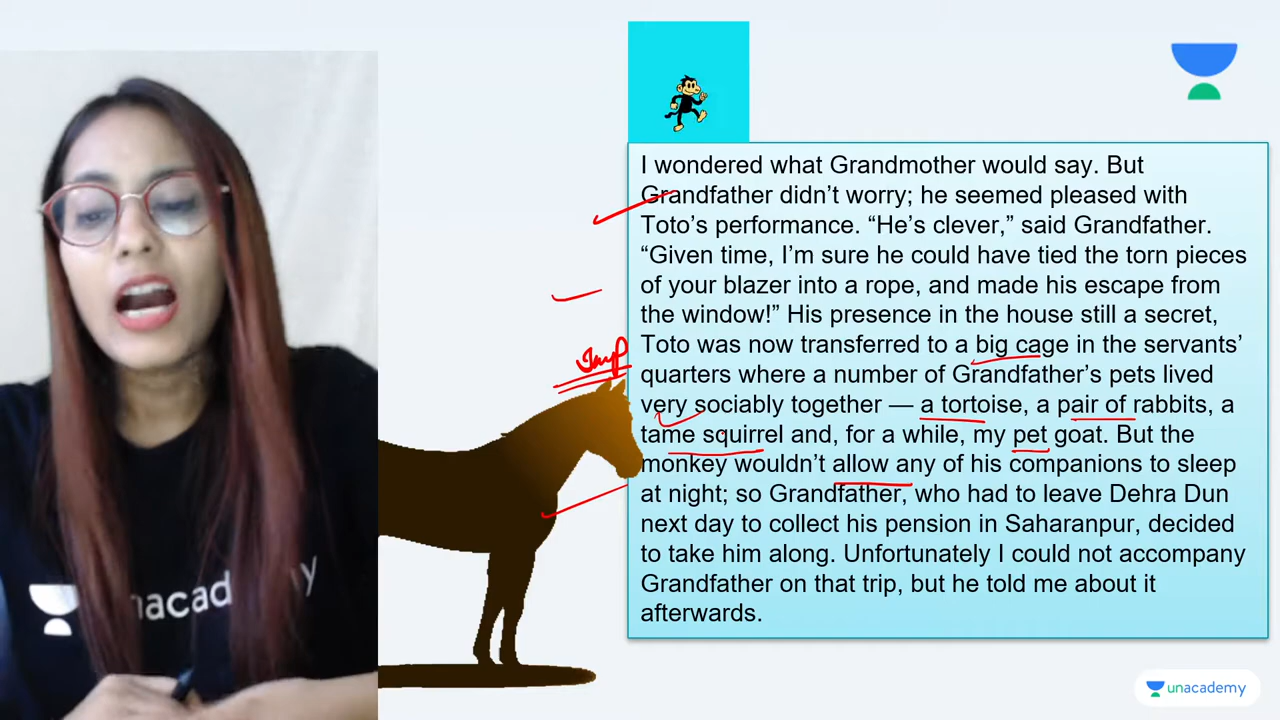 I wondered what Grandmother would say. But
Grandfather didn’t worry; he seemed pleased with
Toto’s performance. “He’s clever,” said Grandfather.
“Given time, I’m sure he could have tied the torn pieces
of your blazer into a rope, and made his escape from
the window!” His presence in the house still a secret,
Toto was now transferred to a big cage in the servants’
quarters where a number of Grandfather’s pets lived
very sociably together — a tortoise, a pair of rabbits, a
tame squirrel and, for a while, my pet goat. But the
monkey wouldn’t allow any of his companions to sleep
at night; so Grandfather, who had to leave Dehra Dun
next day to collect his pension in Saharanpur, decided
to take him along. Unfortunately I could not accompany
Grandfather on that trip, but he told me about it
afterwards.
unacademy